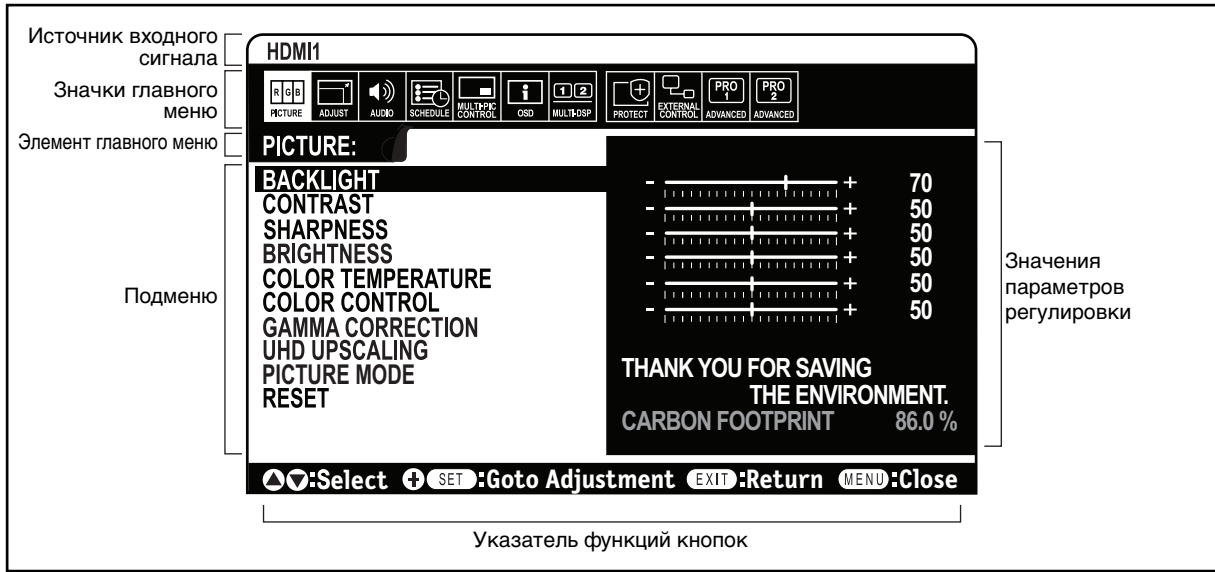 Источник входного
сигнала
HDMI1
Значки главного
меню
R G B
PICTURE
ADJUST
AUDIO
SCHEDULE
MULTI-PIC
CONTROL
i
OSD
1 2
MULTI-DSP
PROTECT
EXTERNAL
CONTROL
PRO
1
ADVANCED
PRO
2
ADVANCED
Элемент главного меню
PICTURE:
Подменю
BACKLIGHT - + 70
CONTRAST - + 50
SHARPNESS - + 50
BRIGHTNESS - + 50
COLOR TEMPERATURE - + 50
COLOR CONTROL - + 50
GAMMA CORRECTION
UHD UPSCALING
PICTURE MODE
RESET
THANK YOU FOR SAVING
THE ENVIRONMENT.
CARBON FOOTPRINT 86.0 %
Значения
параметров
регулировки
:Select SET :Goto Adjustment EXIT :Return MENU :Close
Указатель функций кнопок